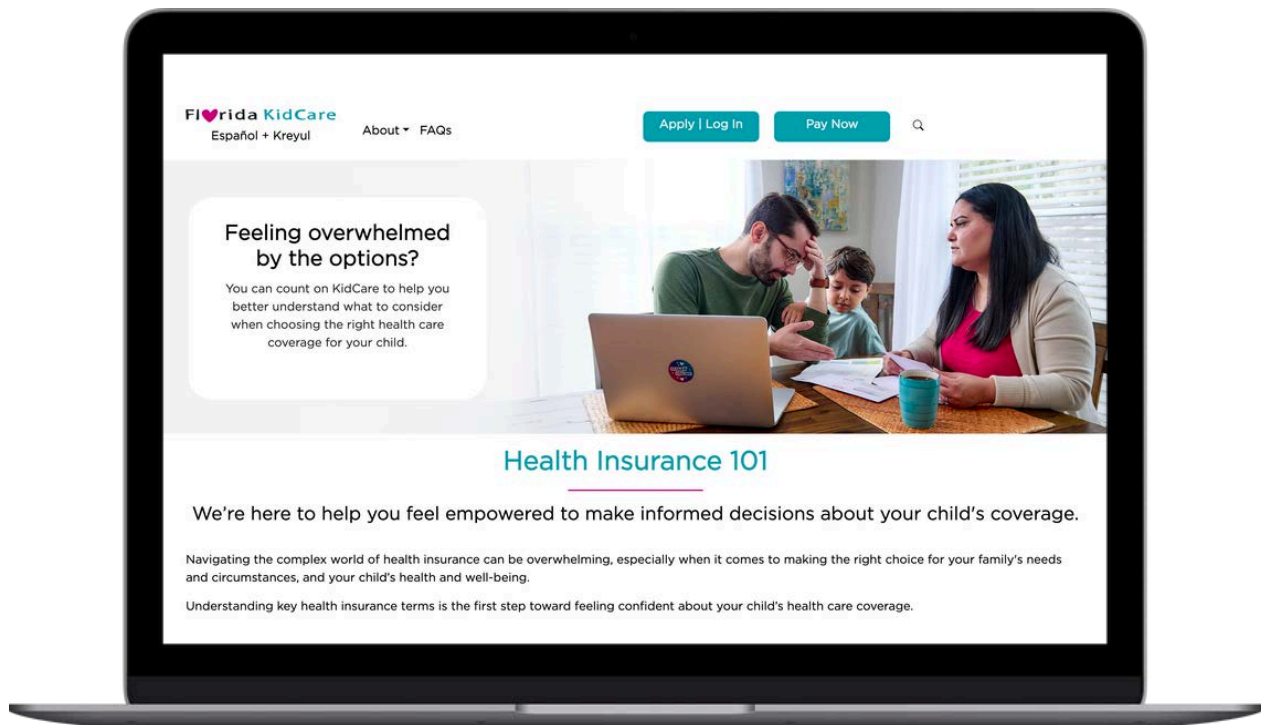 Fl♥rida KidCare
Español + Kreyul
About
FAQs
Apply | Log In
Pay Now
Feeling overwhelmed
by the options?
You can count on KidCare to help you
better understand what to consider
when choosing the right health care
coverage for your child.
Health Insurance 101
We're here to help you feel empowered to make informed decisions about your child's coverage.
Navigating the complex world of health insurance can be overwhelming, especially when it comes to making the right choice for your family's needs
and circumstances, and your child's health and well-being.
Understanding key health insurance terms is the first step toward feeling confident about your child's health care coverage.